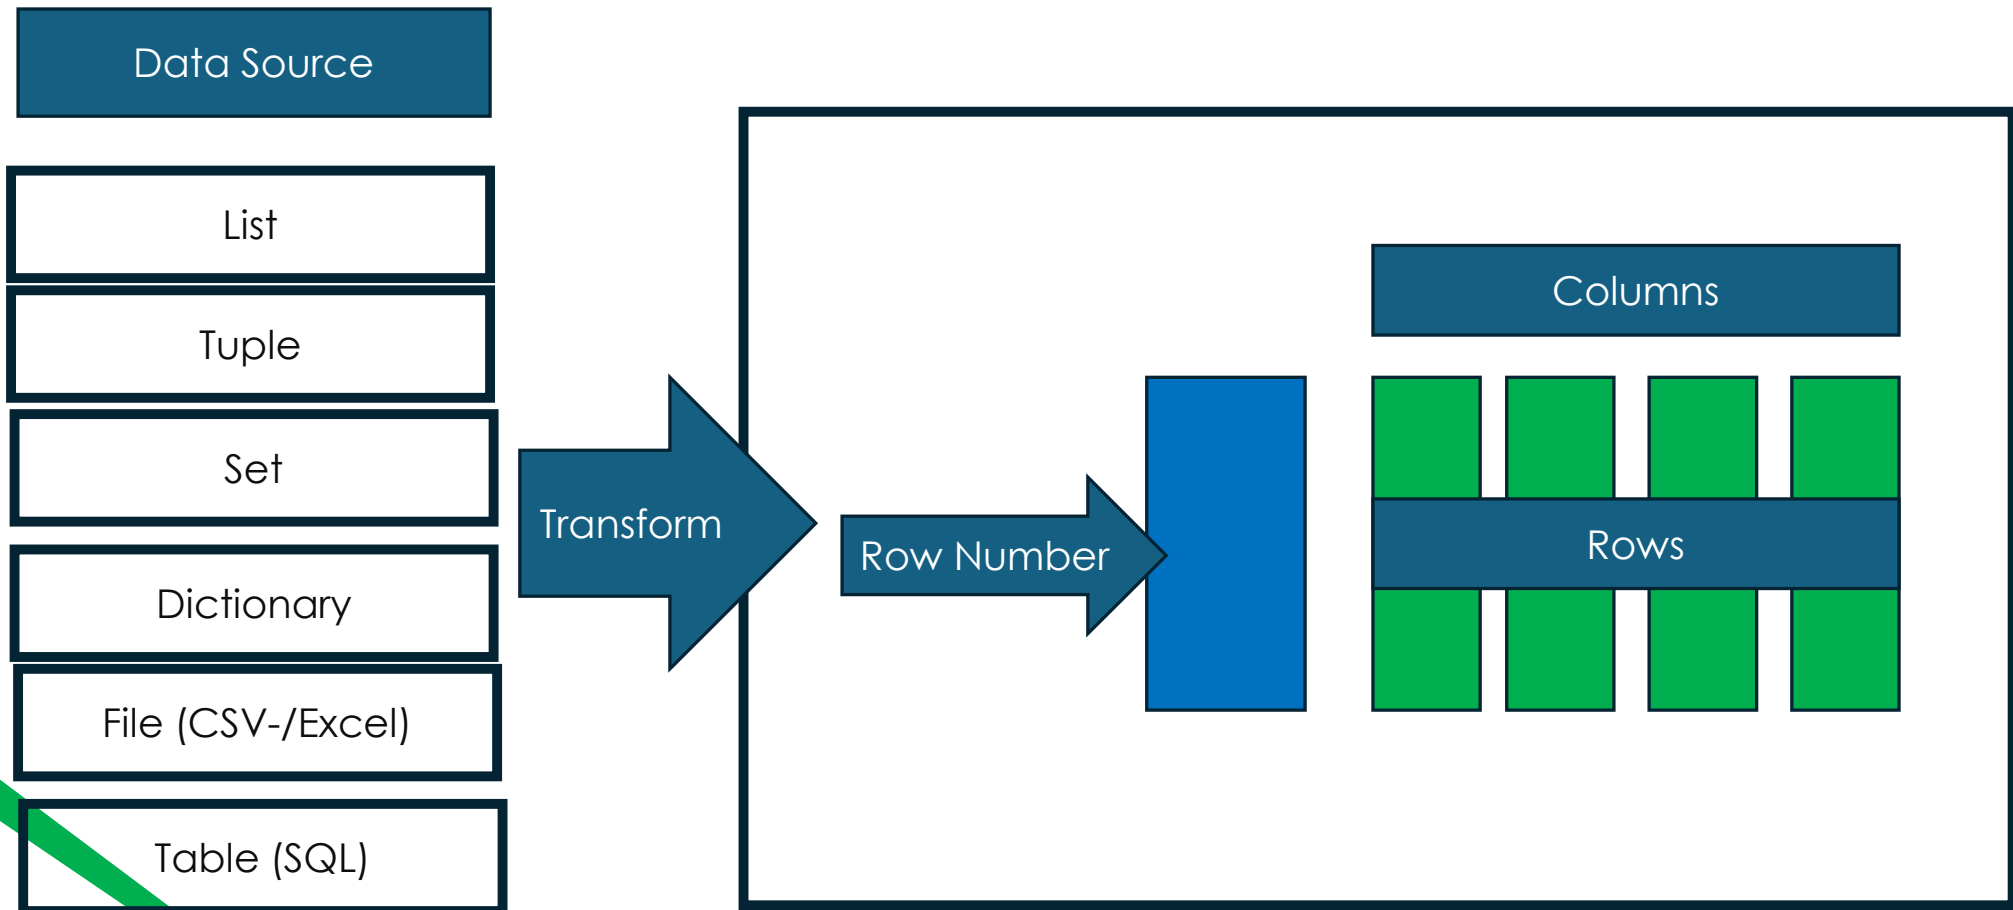 Data Source
List
Tuple
Set
Dictionary
File (CSV-/Excel)
Table (SQL)
Transform
Row Number
Columns
Rows